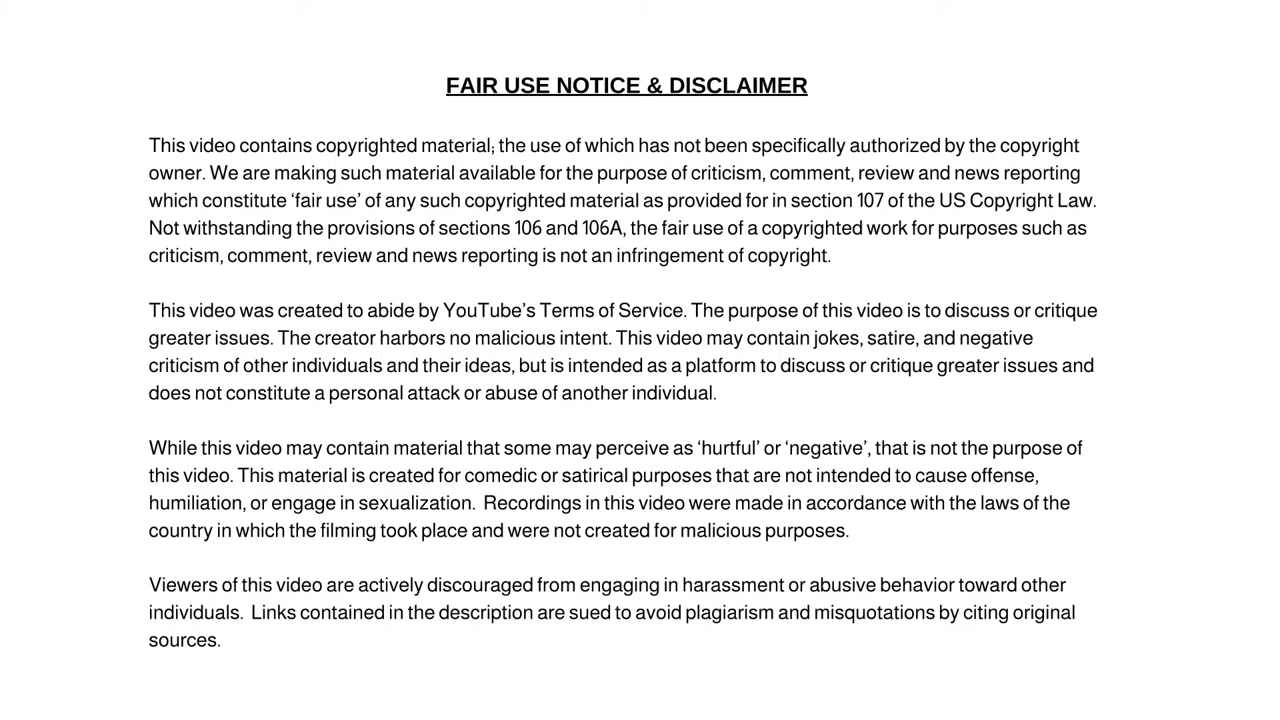 FAIR USE NOTICE & DISCLAIMER
This video contains copyrighted material; the use of which has not been specifically authorized by the copyright
owner. We are making such material available for the purpose of criticism, comment, review and news reporting
which constitute ‘fair use’ of any such copyrighted material as provided for in section 107 of the US Copyright Law.
Not withstanding the provisions of sections 106 and 106A, the fair use of a copyrighted work for purposes such as
criticism, comment, review and news reporting is not an infringement of copyright.
This video was created to abide by YouTube’s Terms of Service. The purpose of this video is to discuss or critique
greater issues. The creator harbors no malicious intent. This video may contain jokes, satire, and negative
criticism of other individuals and their ideas, but is intended as a platform to discuss or critique greater issues and
does not constitute a personal attack or abuse of another individual.
While this video may contain material that some may perceive as ‘hurtful’ or ‘negative’, that is not the purpose of
this video. This material is created for comedic or satirical purposes that are not intended to cause offense,
humiliation, or engage in sexualization.  Recordings in this video were made in accordance with the laws of the
country in which the filming took place and were not created for malicious purposes.
Viewers of this video are actively discouraged from engaging in harassment or abusive behavior toward other
individuals.  Links contained in the description are sued to avoid plagiarism and misquotations by citing original
sources.